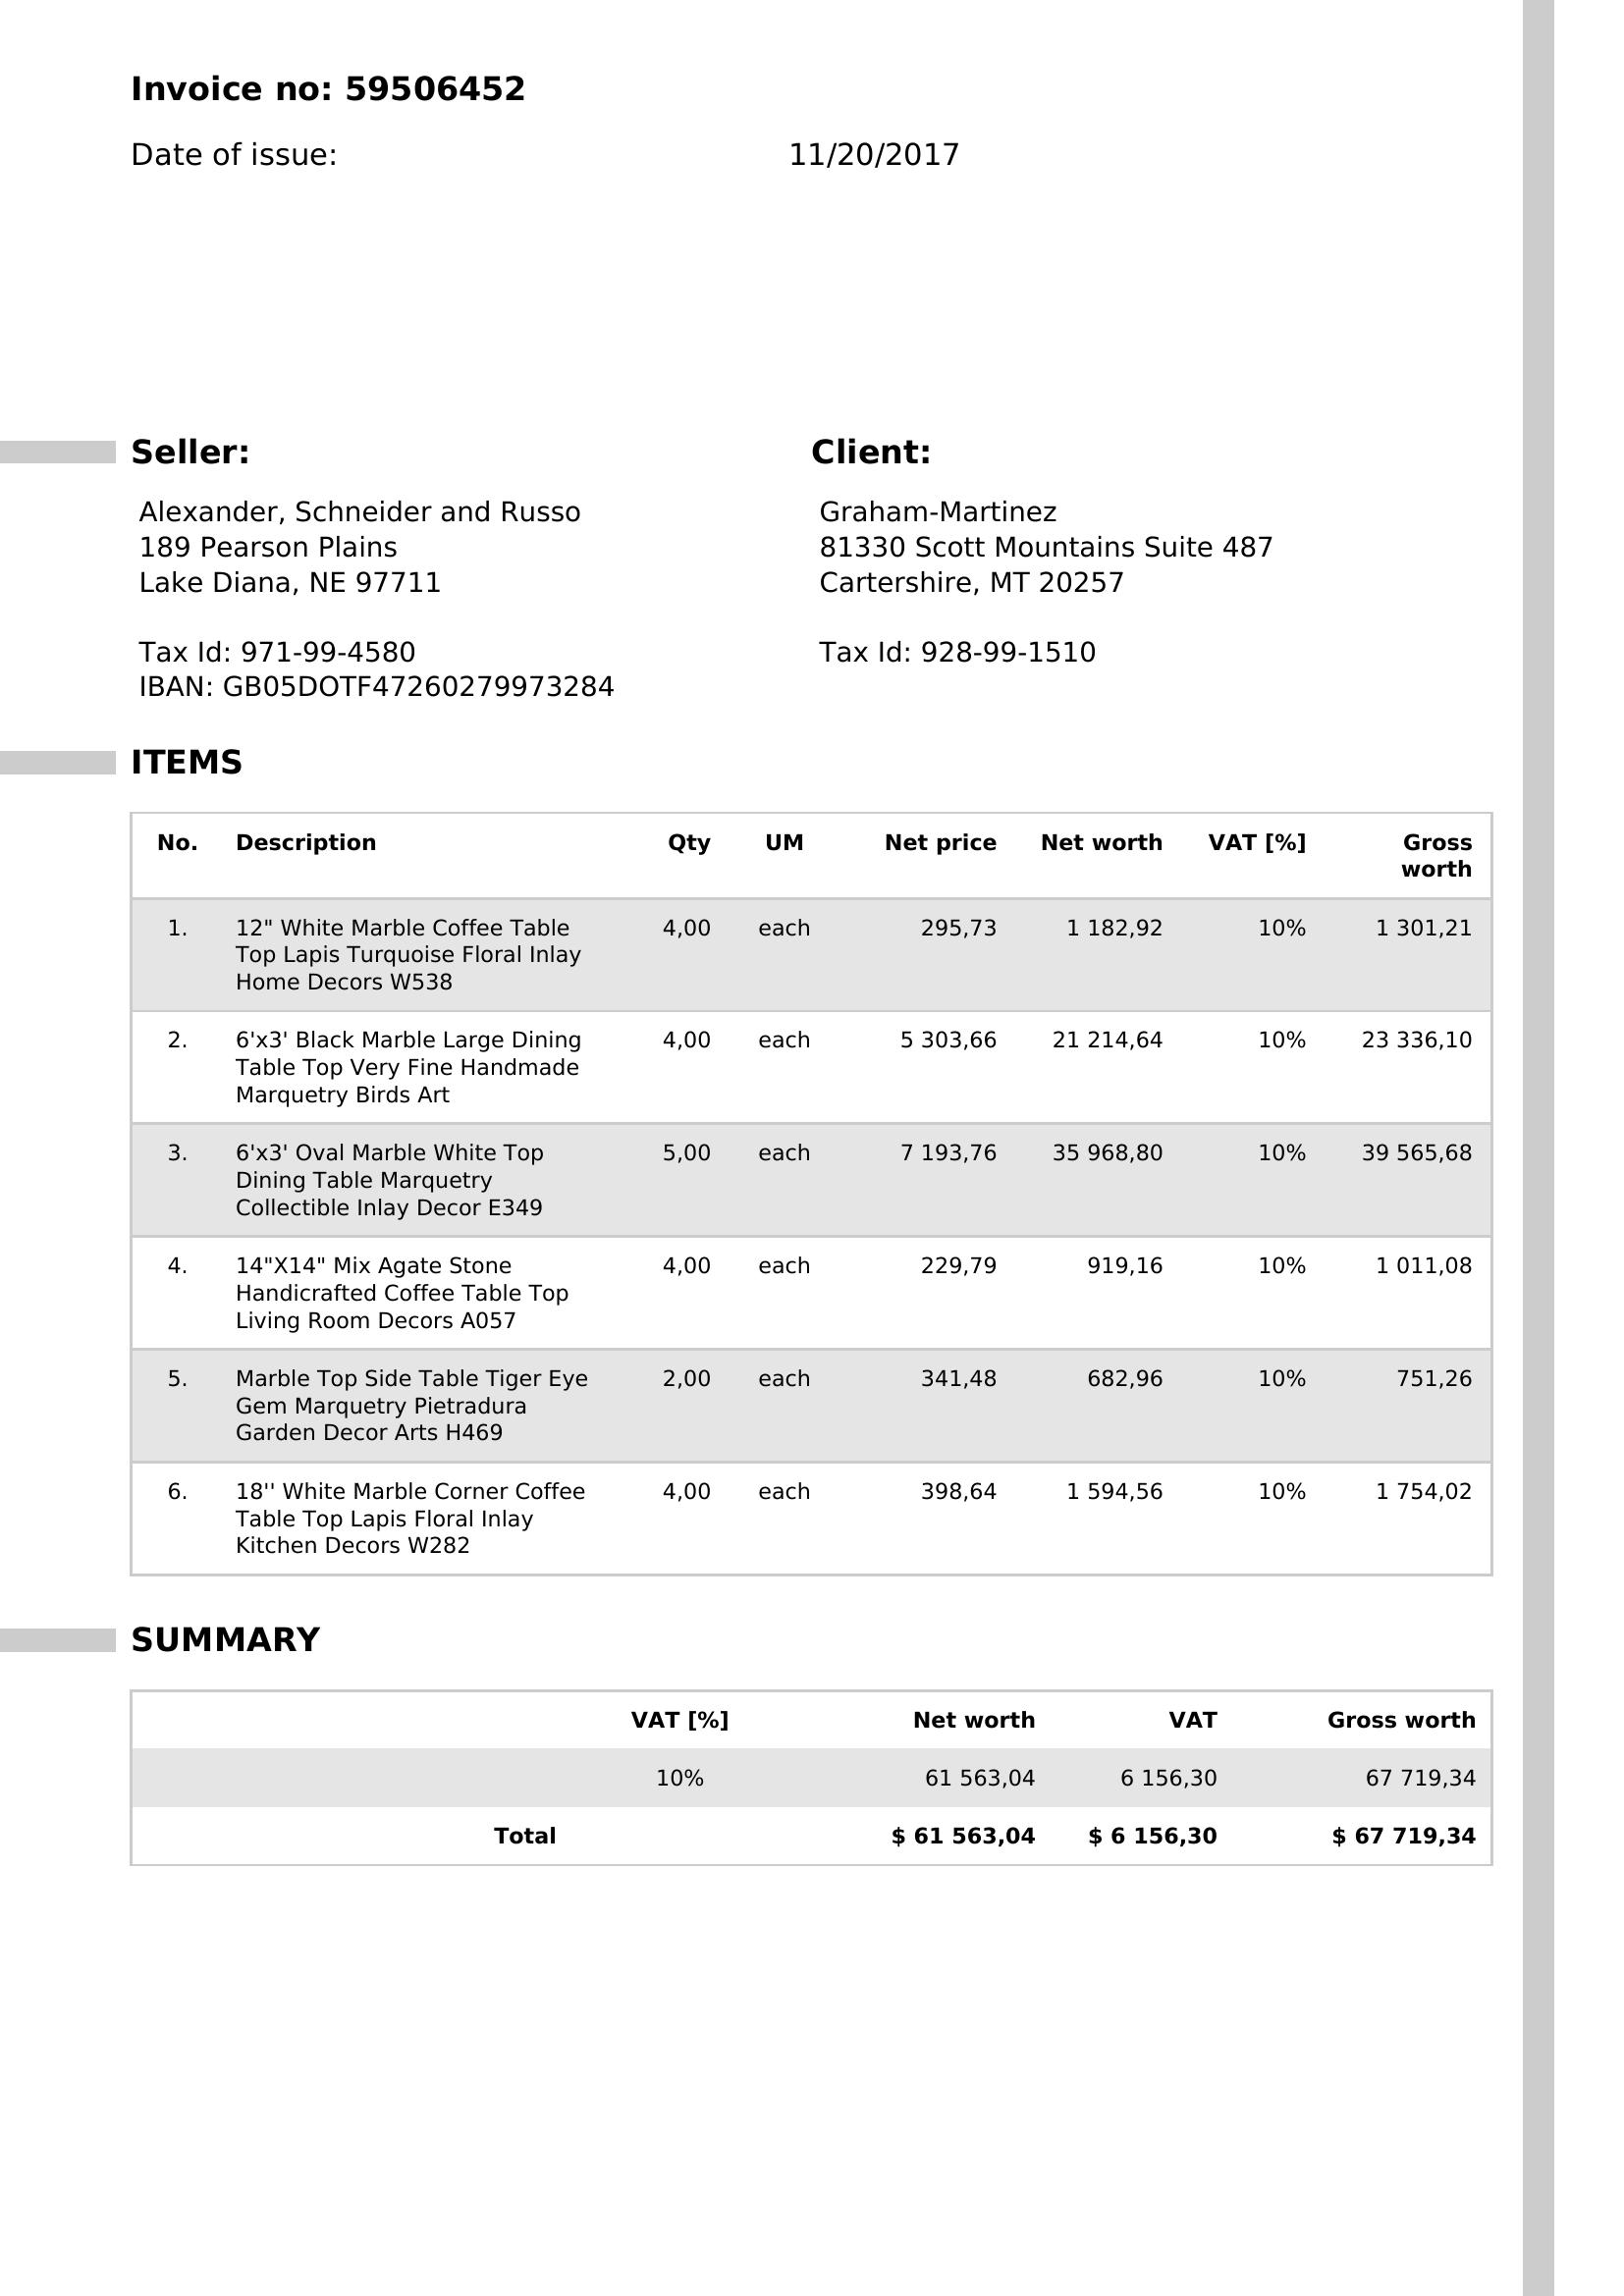 Invoice no: 59506452
Date of issue: 11/20/2017
Seller:
Alexander, Schneider and Russo
189 Pearson Plains
Lake Diana, NE 97711
Tax Id: 971-99-4580
IBAN: GB05DOTF47260279973284
Client:
Graham-Martinez
81330 Scott Mountains Suite 487
Cartershire, MT 20257
Tax Id: 928-99-1510
ITEMS
No. Description Qty UM Net price Net worth VAT [%] Gross
worth
1. 12" White Marble Coffee Table 4,00 each 295,73 1 182,92 10% 1 301,21
Top Lapis Turquoise Floral Inlay
Home Decors W538
2. 6'x3' Black Marble Large Dining 4,00 each 5 303,66 21 214,64 10% 23 336,10
Table Top Very Fine Handmade
Marquetry Birds Art
3. 6'x3' Oval Marble White Top 5,00 each 7 193,76 35 968,80 10% 39 565,68
Dining Table Marquetry
Collectible Inlay Decor E349
4. 14"X14" Mix Agate Stone 4,00 each 229,79 919,16 10% 1 011,08
Handicrafted Coffee Table Top
Living Room Decors A057
5. Marble Top Side Table Tiger Eye 2,00 each 341,48 682,96 10% 751,26
Gem Marquetry Pietradura
Garden Decor Arts H469
6. 18'' White Marble Corner Coffee 4,00 each 398,64 1 594,56 10% 1 754,02
Table Top Lapis Floral Inlay
Kitchen Decors W282
SUMMARY
VAT [%] Net worth VAT Gross worth
10% 61 563,04 6 156,30 67 719,34
Total $ 61 563,04 $ 6 156,30 $ 67 719,34